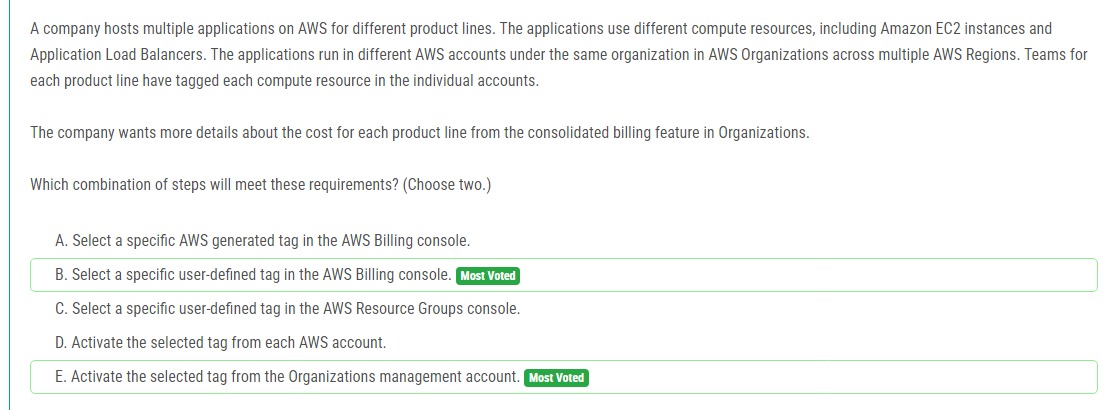 A company hosts multiple applications on AWS for different product lines. The applications use different compute resources, including Amazon EC2 instances and
Application Load Balancers. The applications run in different AWS accounts under the same organization in AWS Organizations across multiple AWS Regions. Teams for
each product line have tagged each compute resource in the individual accounts.
The company wants more details about the cost for each product line from the consolidated billing feature in Organizations.
Which combination of steps will meet these requirements? (Choose two.)
A. Select a specific AWS generated tag in the AWS Billing console.
B. Select a specific user-defined tag in the AWS Billing console. Most Voted
C. Select a specific user-defined tag in the AWS Resource Groups console.
D. Activate the selected tag from each AWS account.
E. Activate the selected tag from the Organizations management account. Most Voted